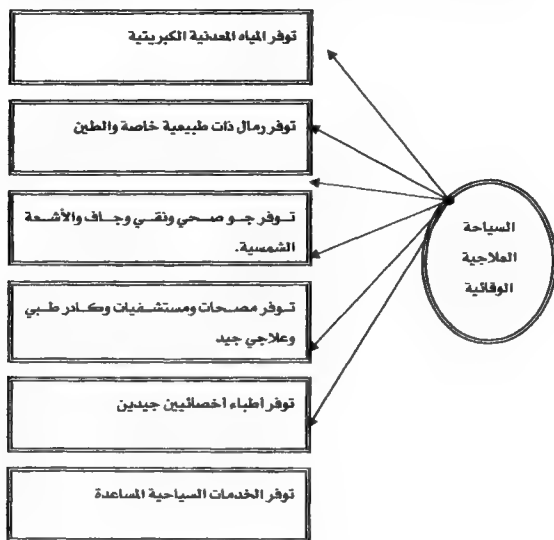 توفر المياه المعدنية الكبريتية
توفر رمال ذات طبيعية خاصة والطين
توفر جو صحي ونقي وجاف والأشعة
الشمسية.
توفر مصحات ومستشفيات وكادر طبي
وعلاجي جيد
توفر أطباء أخصائيين جيدين
توفر الخدمات السياحية المساعدة
السياحة
العلاجية
الوقائية